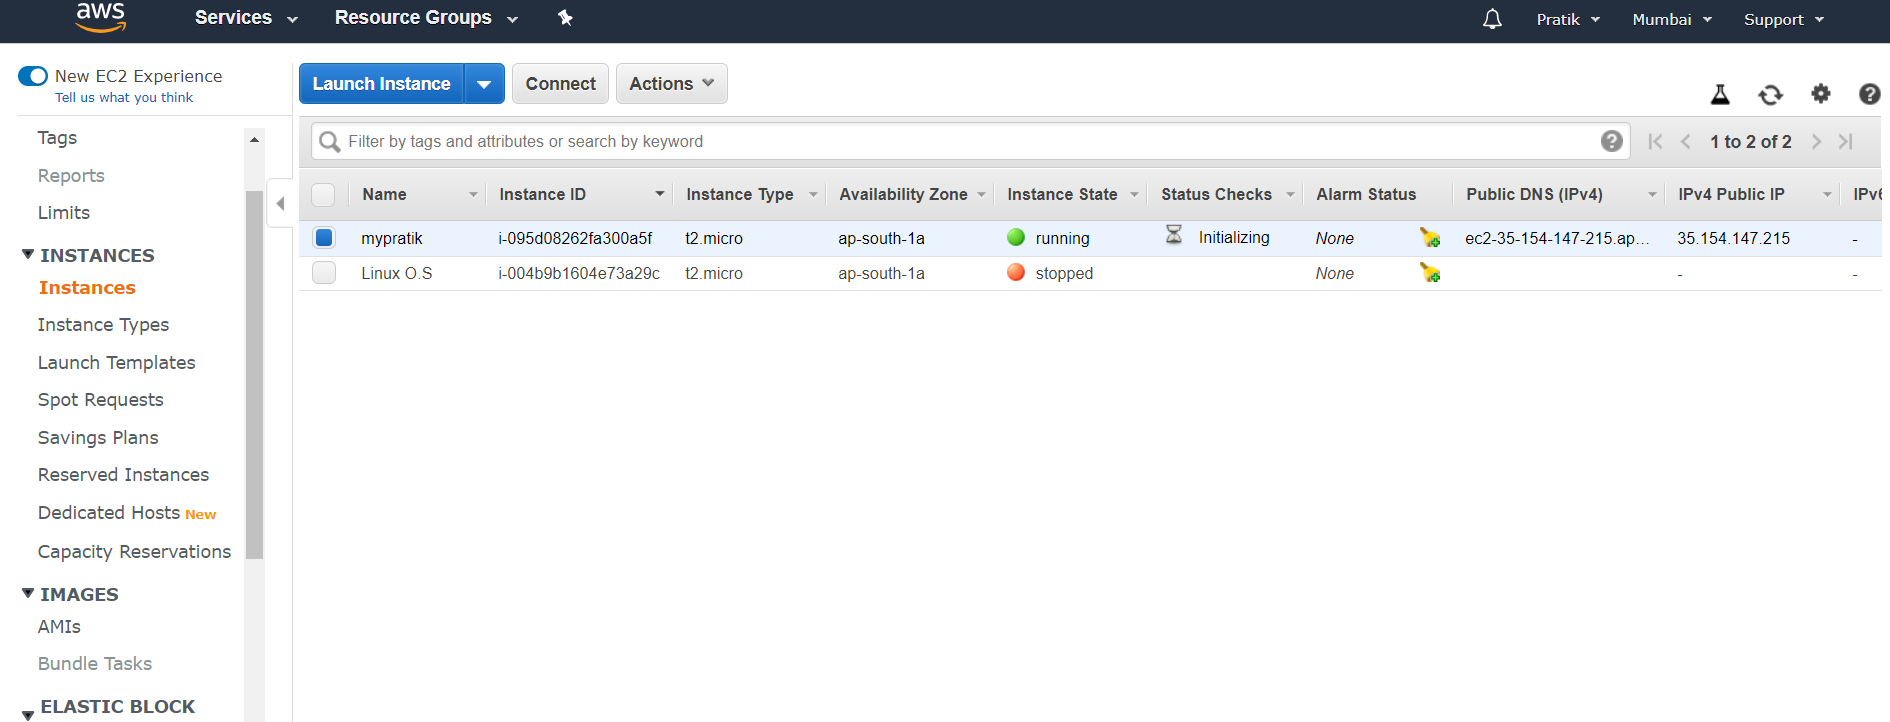 aws Services Resource Groups Pratik Mumbai Support
New EC2 Experience
Tell us what you think
Tags
Reports
Limits
INSTANCES
Instances
Instance Types
Launch Templates
Spot Requests
Savings Plans
Reserved Instances
Dedicated Hosts New
Capacity Reservations
IMAGES
AMIs
Bundle Tasks
ELASTIC BLOCK
Launch Instance Connect Actions
Filter by tags and attributes or search by keyword 1 to 2 of 2
Name Instance ID Instance Type Availability Zone Instance State Status Checks Alarm Status Public DNS (IPv4) IPv4 Public IP IPv6
mypratik i-095d08262fa300a5f t2.micro ap-south-1a running Initializing None ec2-35-154-147-215.ap... 35.154.147.215 -
Linux O.S i-004b9b1604e73a29c t2.micro ap-south-1a stopped None - -